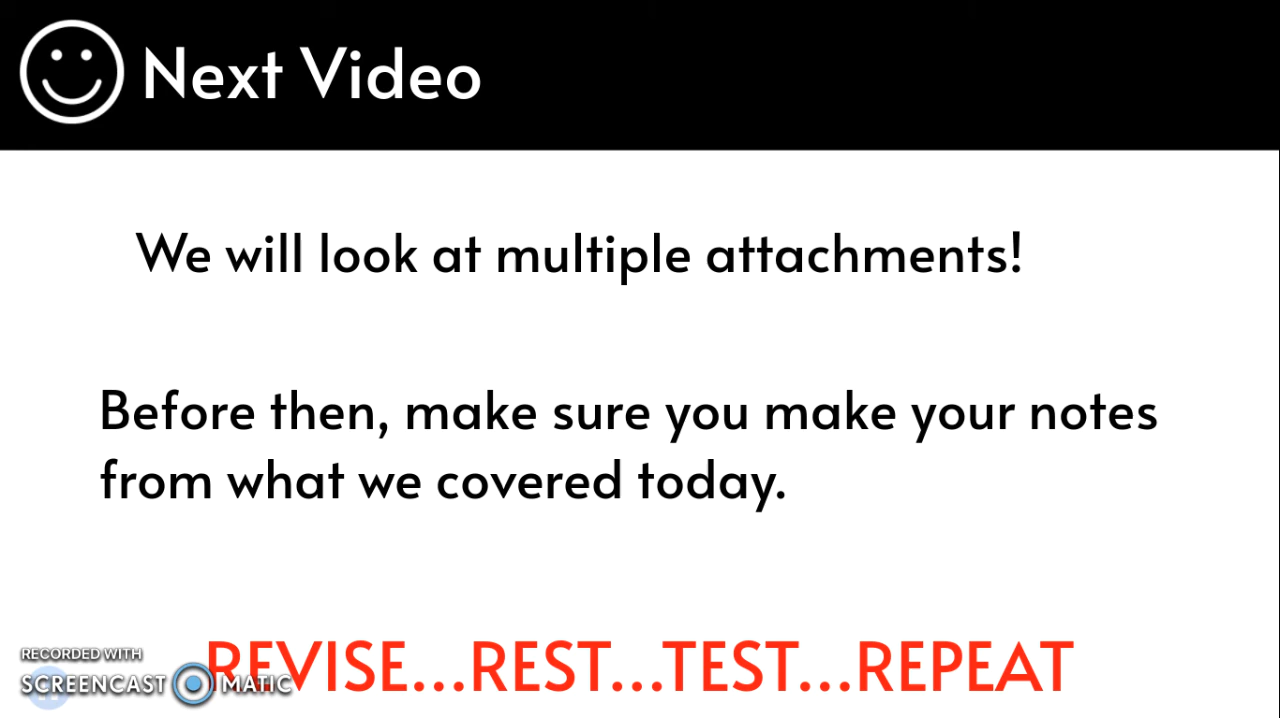 Next Video
We will look at multiple attachments!
Before then, make sure you make your notes
from what we covered today.
REVISE...REST...TEST...REPEAT
RECORDED WITH
SCREENCAST MATIC